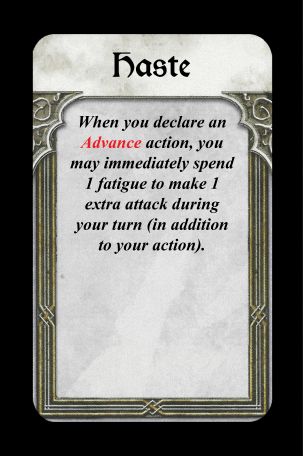 Haste
When you declare an
Advance action, you
may immediately spend
1 fatigue to make 1
extra attack during
your turn (in addition
to your action).